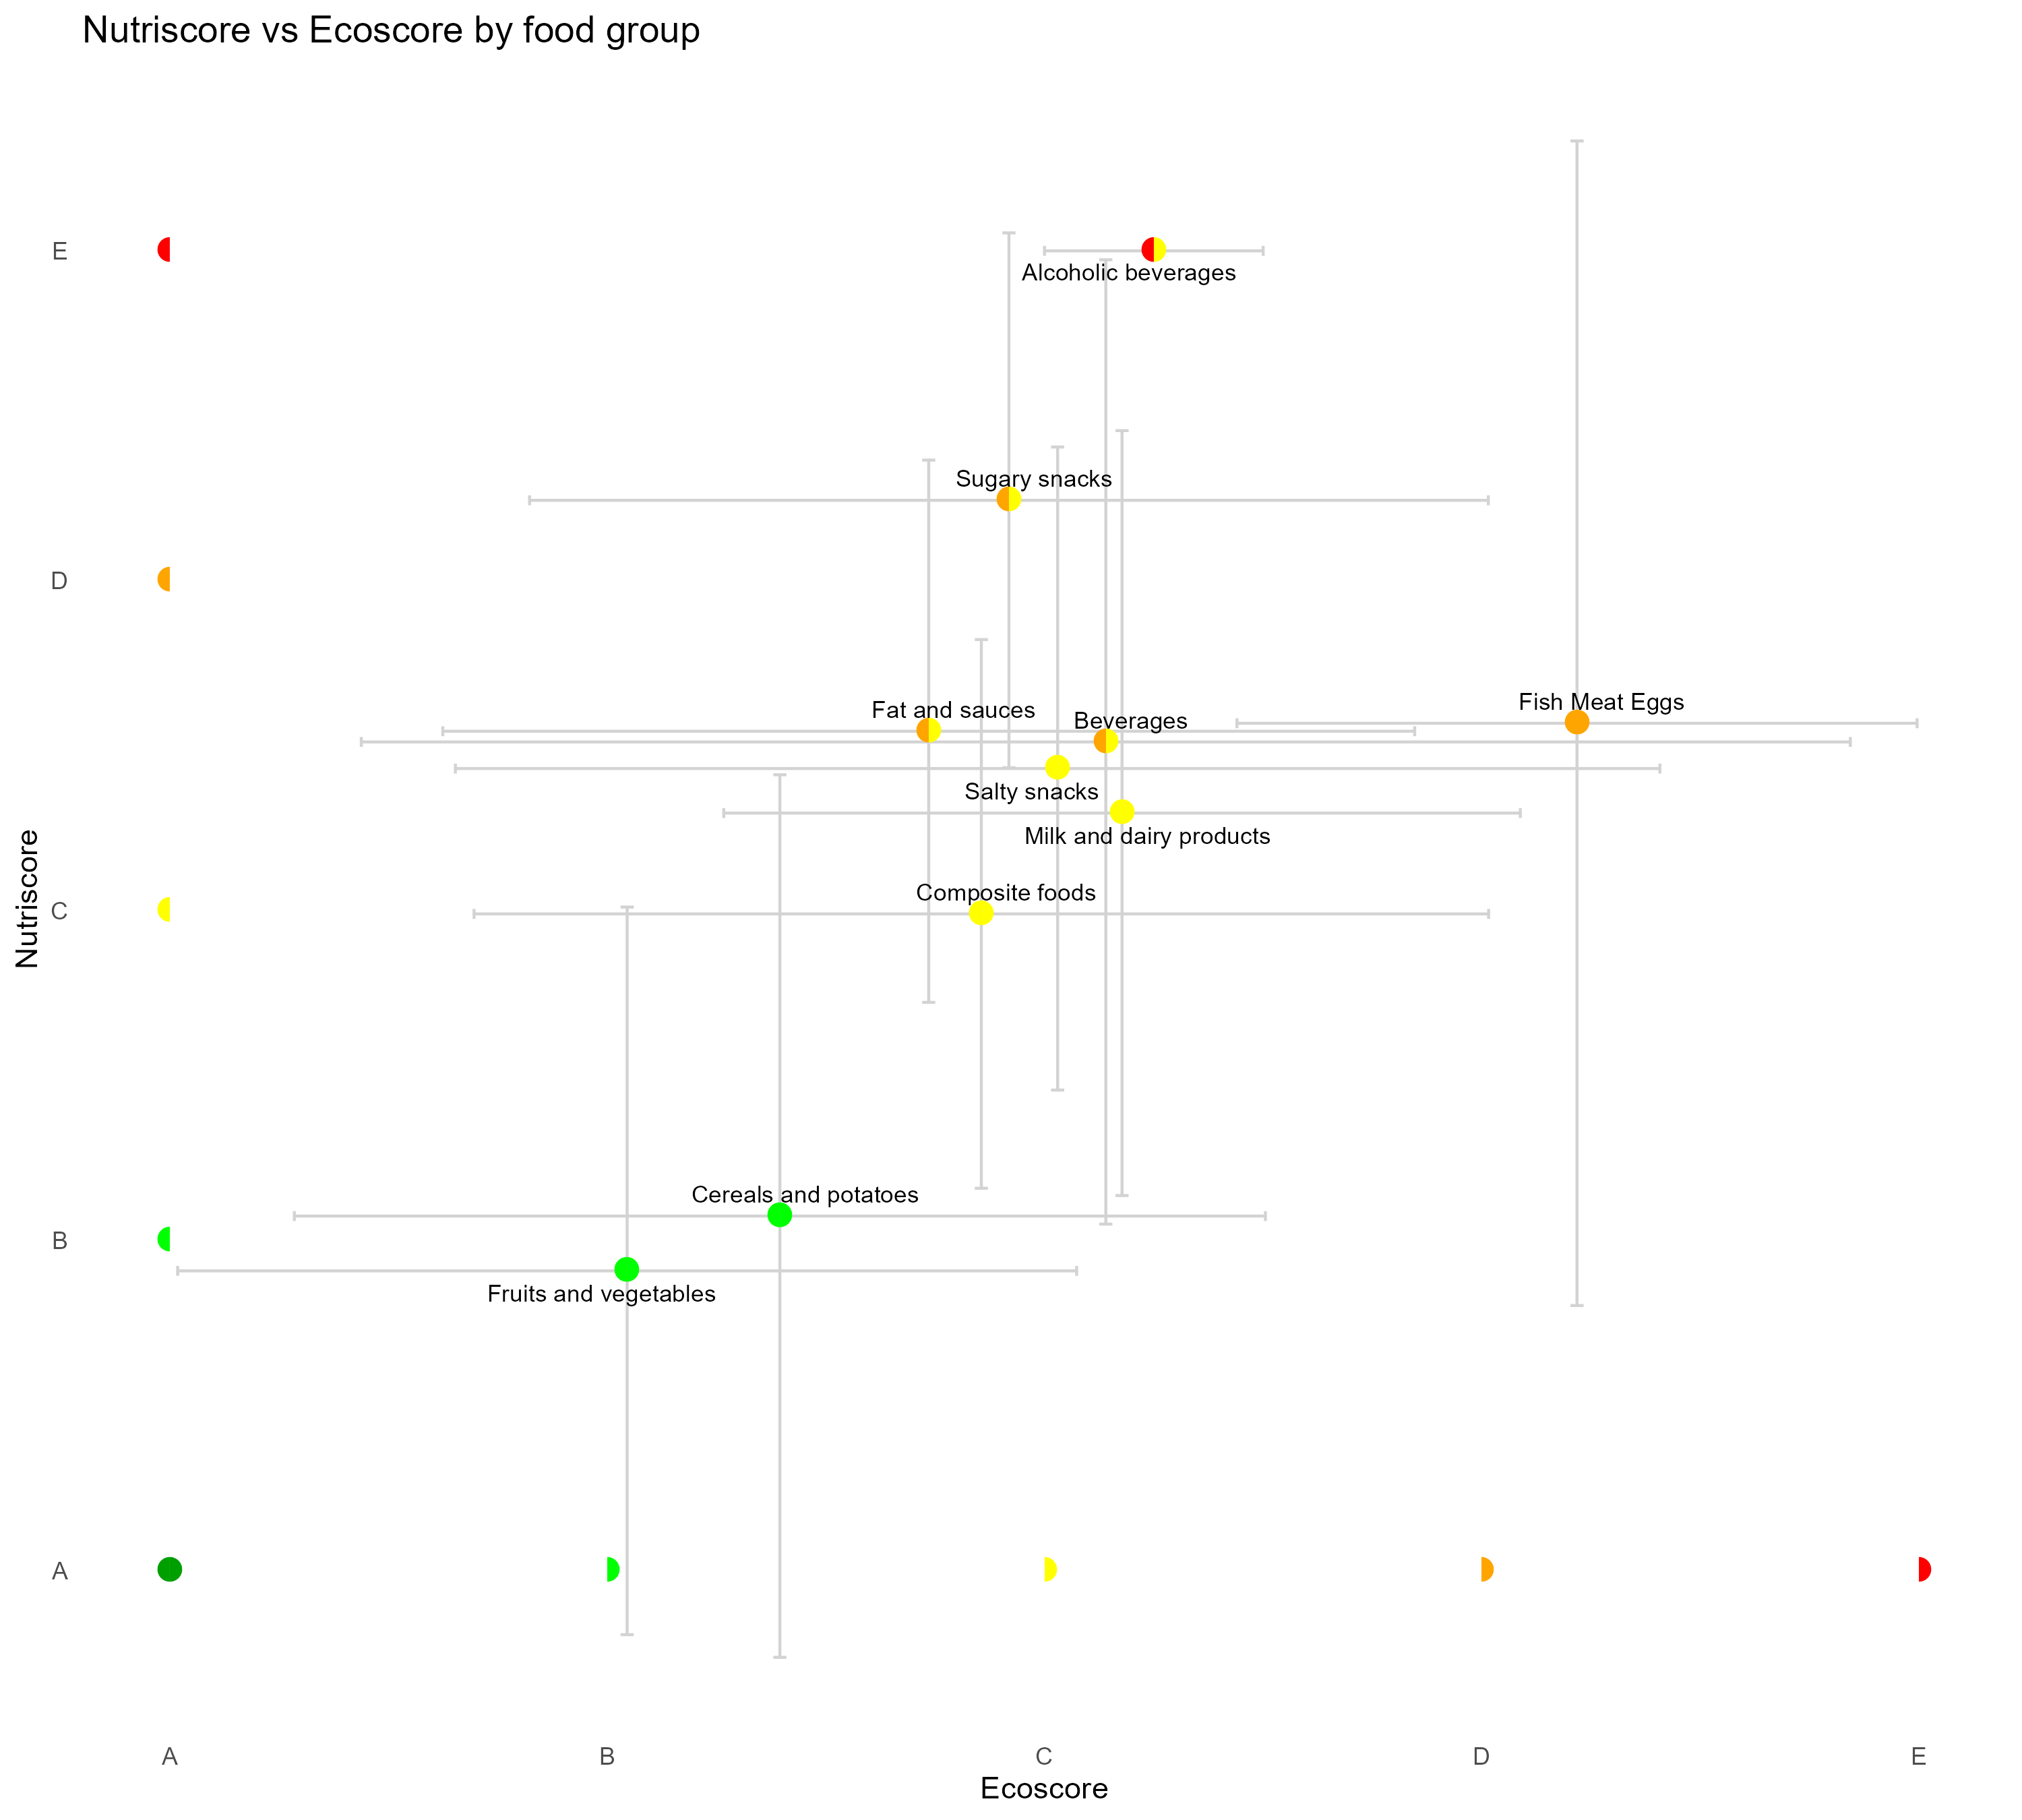 Nutriscore vs Ecoscore by food group
E
Alcoholic beverages
Sugary snacks
D
Fish Meat Eggs
Fat and sauces
Beverages
Salty snacks
Milk and dairy products
Composite foods
C
Nutriscore
Cereals and potatoes
B
Fruits and vegetables
A
A B C D E
Ecoscore